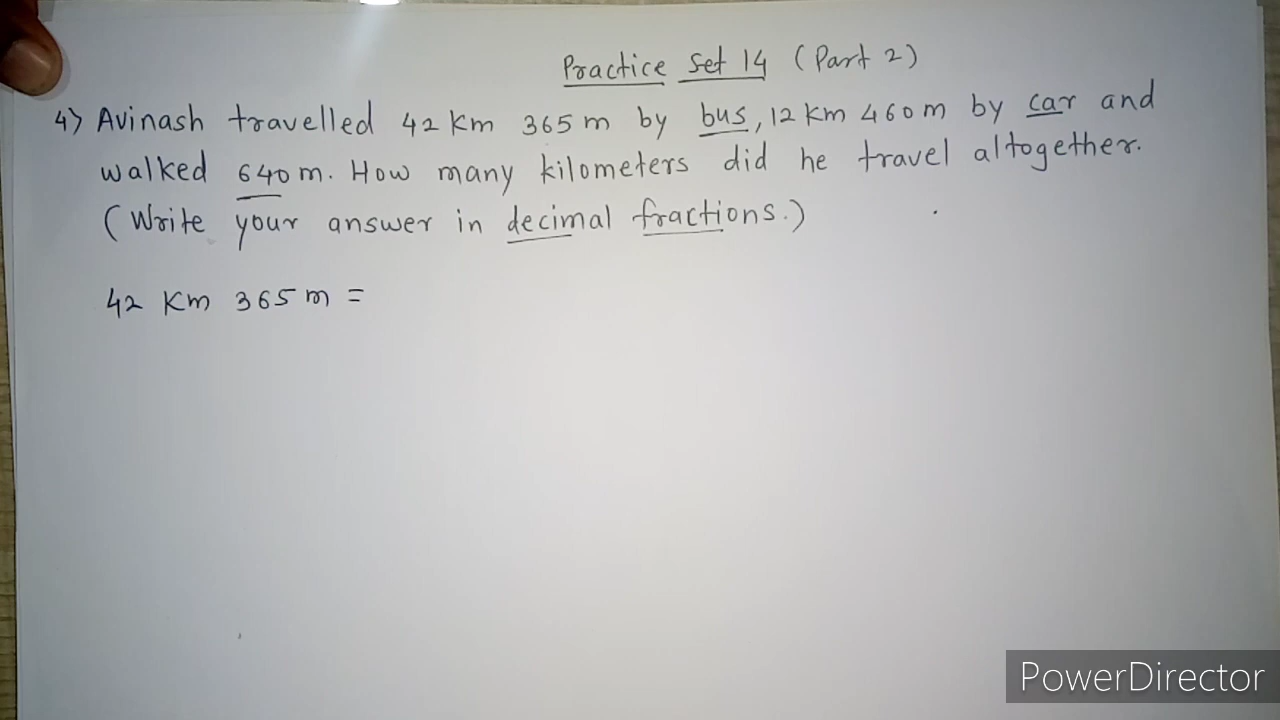 Practice Set 14 (Part 2)
4) Avinash travelled 42 Km 365 m by bus, 12 Km 460 m by car and
walked 640 m. How many kilometers did he travel altogether.
(Write your answer in decimal fractions.)
42 Km 365 m =
PowerDirector